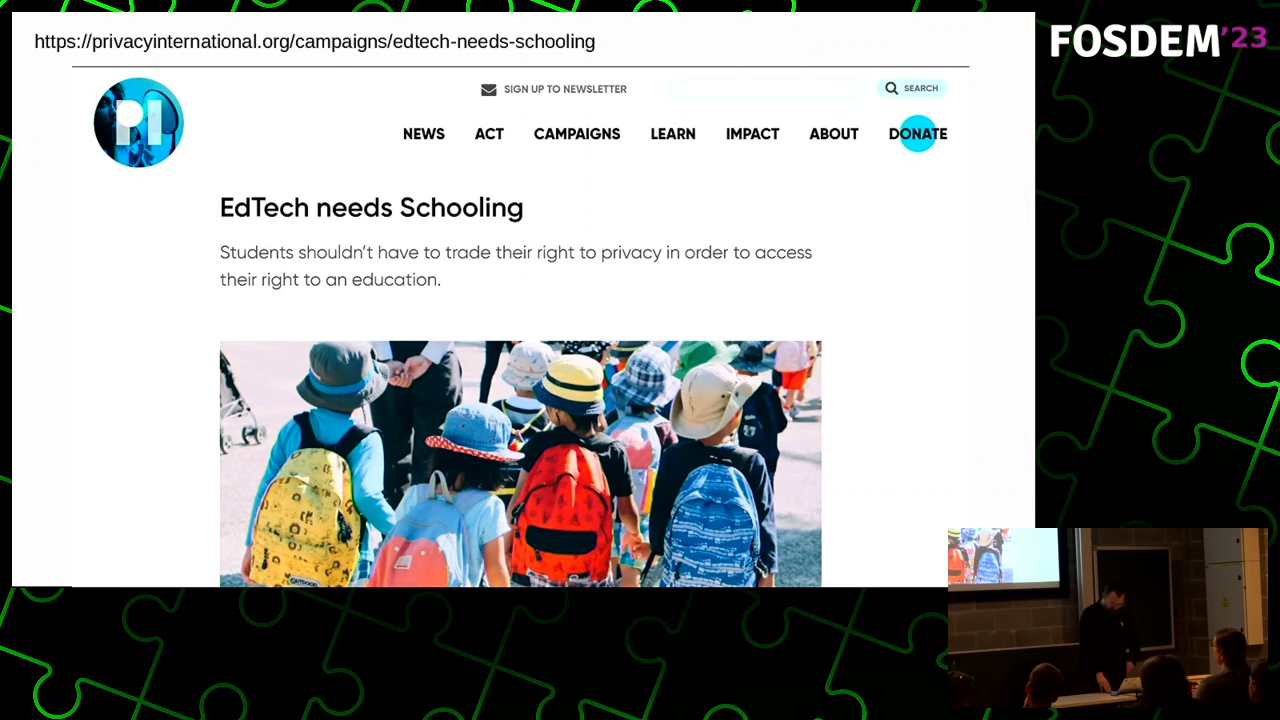 https://privacyinternational.org/campaigns/edtech-needs-schooling
FOSDEM'23
PI
SIGN UP TO NEWSLETTER
SEARCH
NEWS ACT CAMPAIGNS LEARN IMPACT ABOUT DONATE
EdTech needs Schooling
Students shouldn't have to trade their right to privacy in order to access
their right to an education.
OUTDOOR